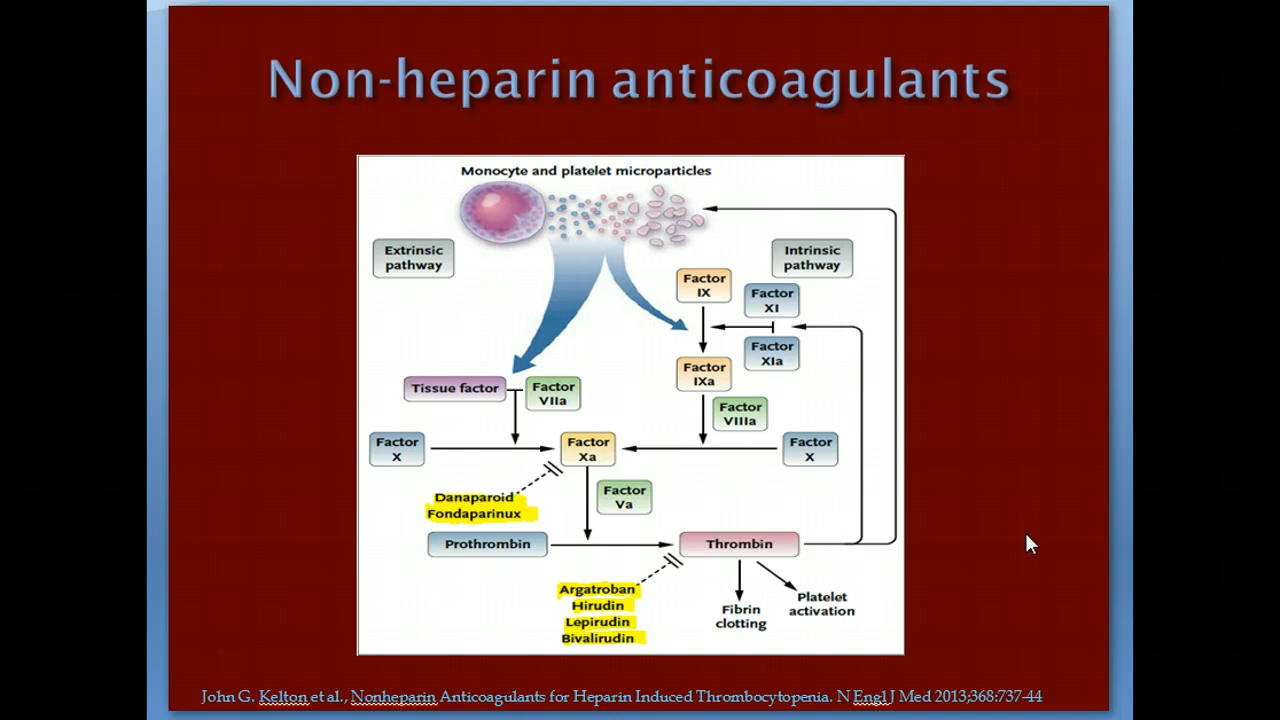 Non-heparin anticoagulants
Monocyte and platelet microparticles
Extrinsic
pathway
Intrinsic
pathway
Factor
IX
Factor
XI
Factor
XIa
Factor
IXa
Tissue factor
Factor
VIIa
Factor
VIIIa
Factor
X
Factor
Xa
Factor
X
Danaparoid
Fondaparinux
Factor
Va
Prothrombin
Thrombin
Argatroban
Hirudin
Lepirudin
Bivalirudin
Fibrin
clotting
Platelet
activation
John G. Kelton et al., Nonheparin Anticoagulants for Heparin Induced Thrombocytopenia. N Engl J Med 2013;368:737-44